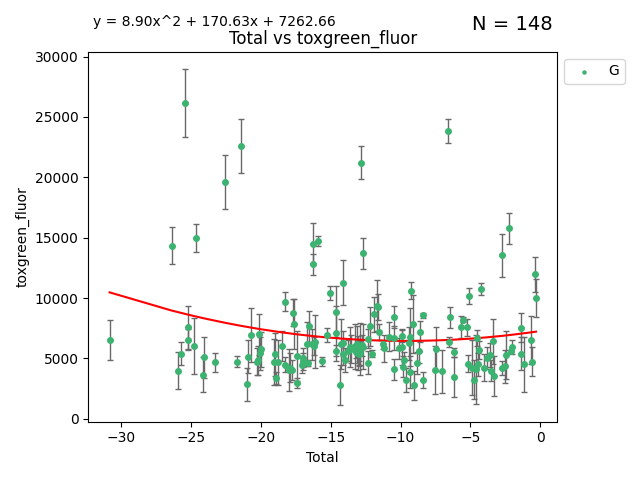 y = 8.90x^2 + 170.63x + 7262.66
N = 148
Total vs toxgreen_fluor
G
30000
25000
20000
15000
10000
5000
0
toxgreen_fluor
−30
−25
−20
−15
−10
−5
0
Total